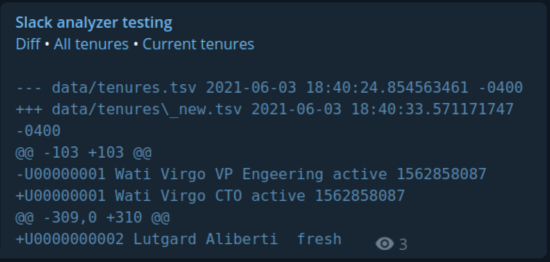 Slack analyzer testing
Diff • All tenures • Current tenures
--- data/tenures.tsv 2021-06-03 18:40:24.854563461 -0400
+++ data/tenures\_new.tsv 2021-06-03 18:40:33.571171747
-0400
@@ -103 +103 @@
-U00000001 Wati Virgo VP Engeering active 1562858087
+U00000001 Wati Virgo CTO active 1562858087
@@ -309,0 +310 @@
+U0000000002 Lutgard Aliberti  fresh
3